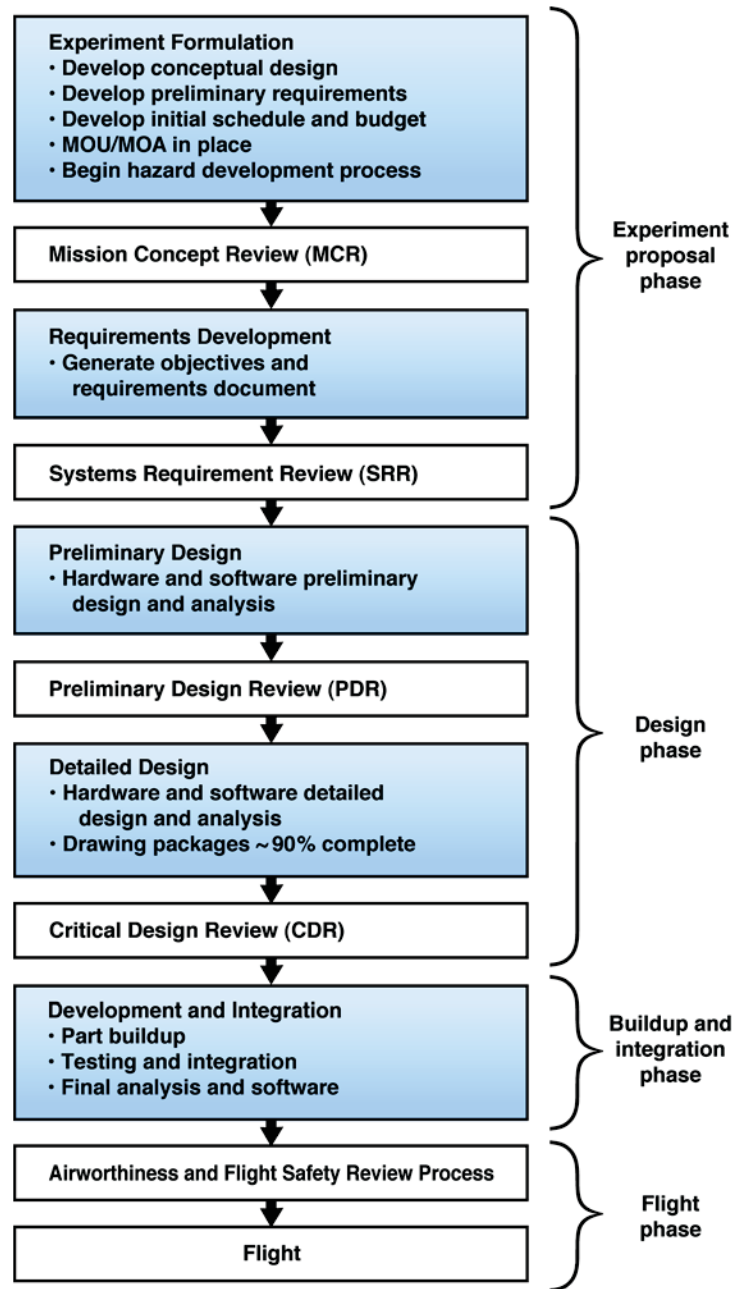 Experiment Formulation
· Develop conceptual design
· Develop preliminary requirements
· Develop initial schedule and budget
· MOU/MOA in place
· Begin hazard development process
Mission Concept Review (MCR)
Requirements Development
· Generate objectives and
requirements document
Systems Requirement Review (SRR)
Experiment
proposal
phase
Preliminary Design
· Hardware and software preliminary
design and analysis
Preliminary Design Review (PDR)
Detailed Design
· Hardware and software detailed
design and analysis
· Drawing packages ~90% complete
Critical Design Review (CDR)
Design
phase
Development and Integration
· Part buildup
· Testing and integration
· Final analysis and software
Buildup and
integration
phase
Airworthiness and Flight Safety Review Process
Flight
Flight
phase